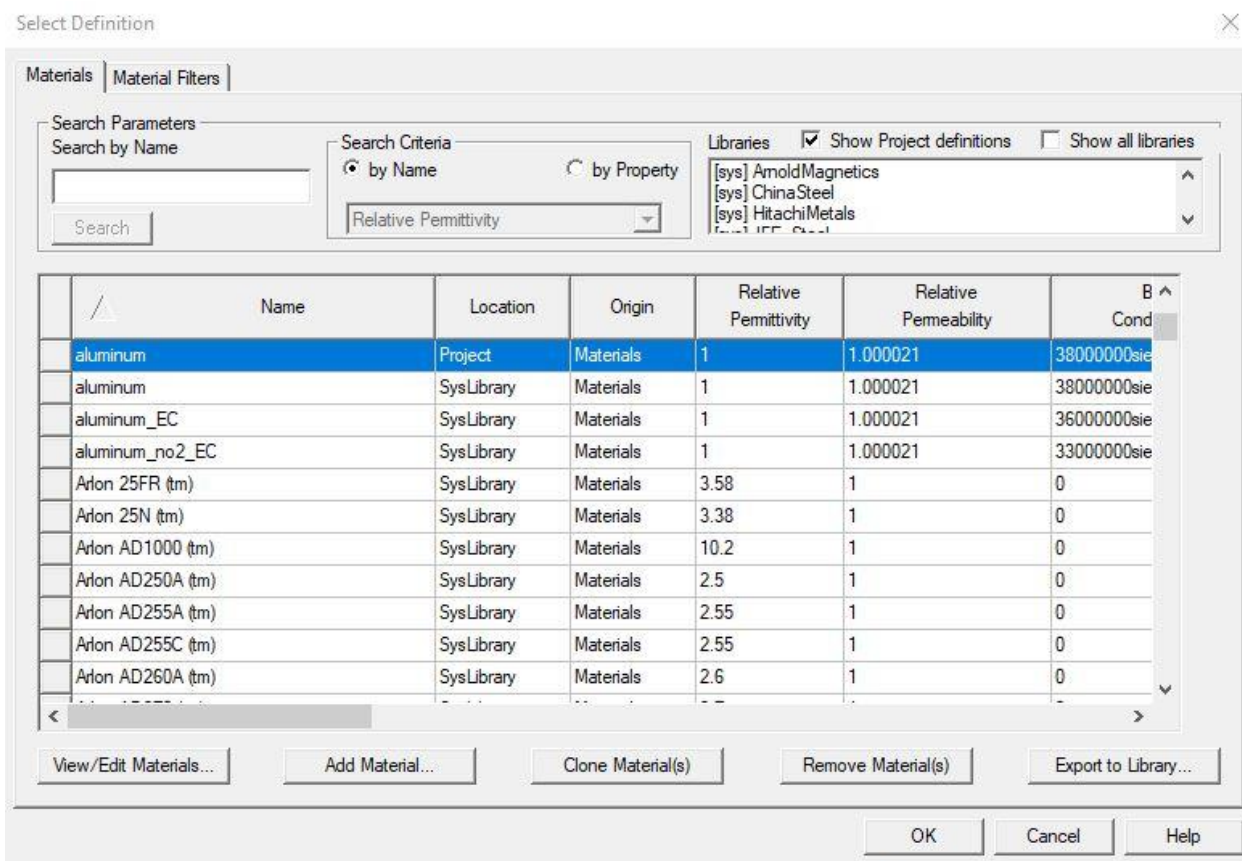 Select Definition
Materials Material Filters
Search Parameters
Search by Name
Search
Search Criteria
by Name by Property
Relative Permittivity
Libraries Show Project definitions Show all libraries
[sys] ArnoldMagnetics
[sys] ChinaSteel
[sys] HitachiMetals
Name Location Origin Relative Permittivity Relative Permeability B Cond
aluminum Project Materials 1 1.000021 38000000sie
aluminum SysLibrary Materials 1 1.000021 38000000sie
aluminum_EC SysLibrary Materials 1 1.000021 36000000sie
aluminum_no2_EC SysLibrary Materials 1 1.000021 33000000sie
Arlon 25FR (tm) SysLibrary Materials 3.58 1 0
Arlon 25N (tm) SysLibrary Materials 3.38 1 0
Arlon AD1000 (tm) SysLibrary Materials 10.2 1 0
Arlon AD250A (tm) SysLibrary Materials 2.5 1 0
Arlon AD255A (tm) SysLibrary Materials 2.55 1 0
Arlon AD255C (tm) SysLibrary Materials 2.55 1 0
Arlon AD260A (tm) SysLibrary Materials 2.6 1 0
View/Edit Materials... Add Material... Clone Material(s) Remove Material(s) Export to Library...
OK Cancel Help